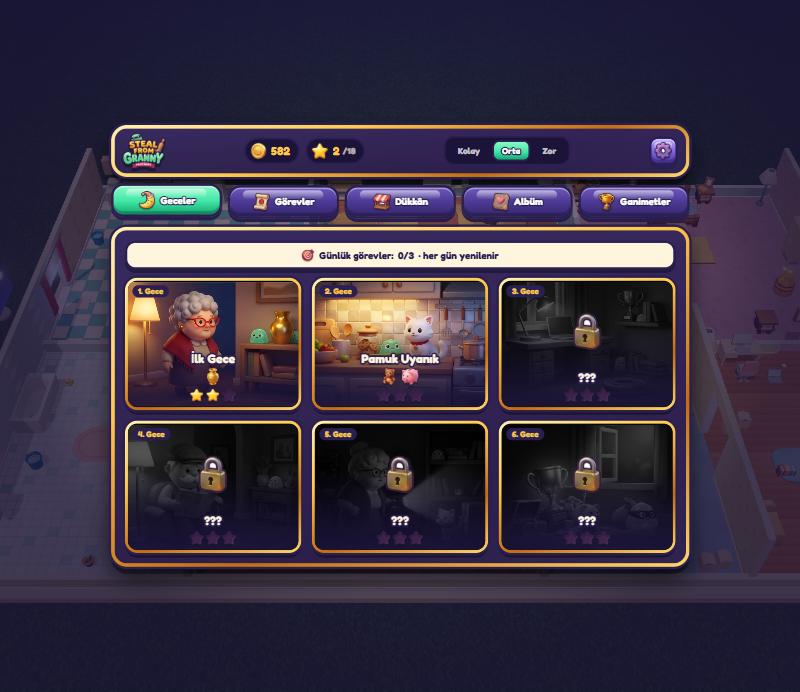 STEAL
FROM
GRANNY
582
2 /18
Kolay
Orta
Zor
Geceler
Görevler
Dükkân
Albüm
Ganimetler
Günlük görevler: 0/3 · her gün yenilenir
1. Gece
İlk Gece
2. Gece
Pamuk Uyanık
3. Gece
???
4. Gece
???
5. Gece
???
6. Gece
???